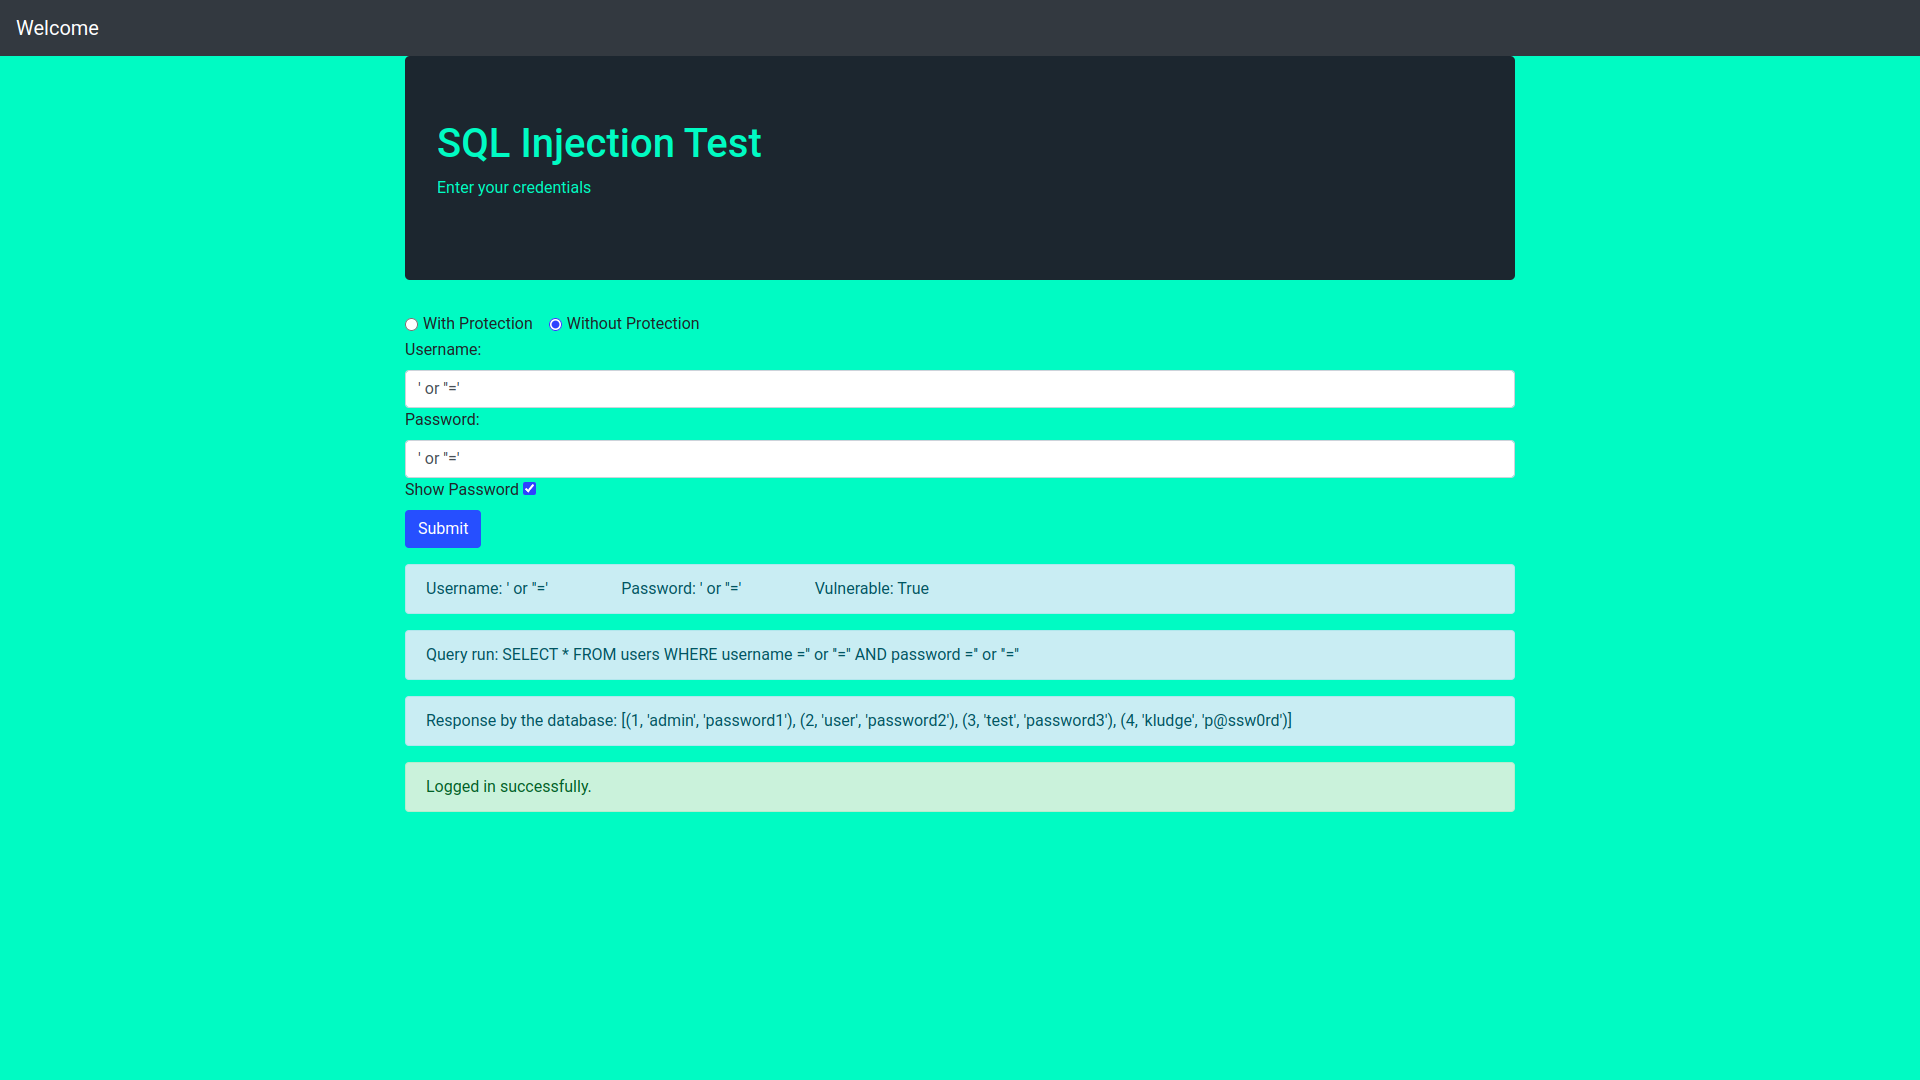 Welcome
SQL Injection Test
Enter your credentials
With Protection Without Protection
Username:
' or ''='
Password:
' or ''='
Show Password
Submit
Username: ' or ''=' Password: ' or ''=' Vulnerable: True
Query run: SELECT * FROM users WHERE username ='' or ''='' AND password ='' or ''=''
Response by the database: [(1, 'admin', 'password1'), (2, 'user', 'password2'), (3, 'test', 'password3'), (4, 'kludge', 'p@ssw0rd')]
Logged in successfully.